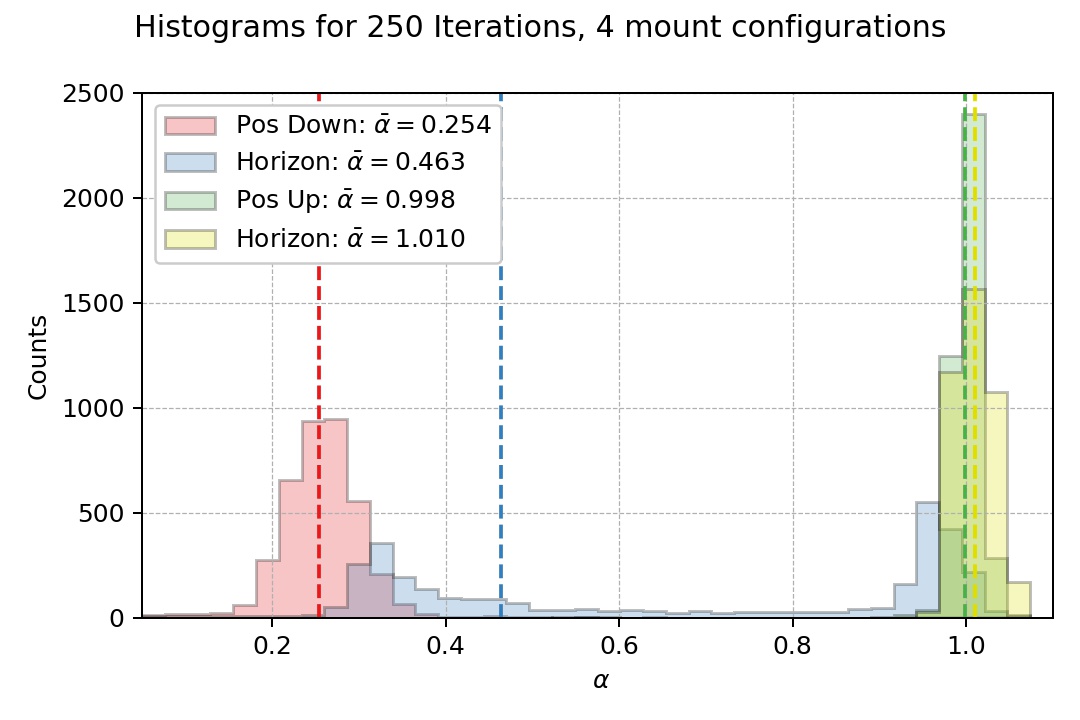 Histograms for 250 Iterations, 4 mount configurations
2500
2000
1500
1000
500
0
Counts
Pos Down: ᾱ = 0.254
Horizon: ᾱ = 0.463
Pos Up: ᾱ = 0.998
Horizon: ᾱ = 1.010
0.2 0.4 0.6 0.8 1.0
α